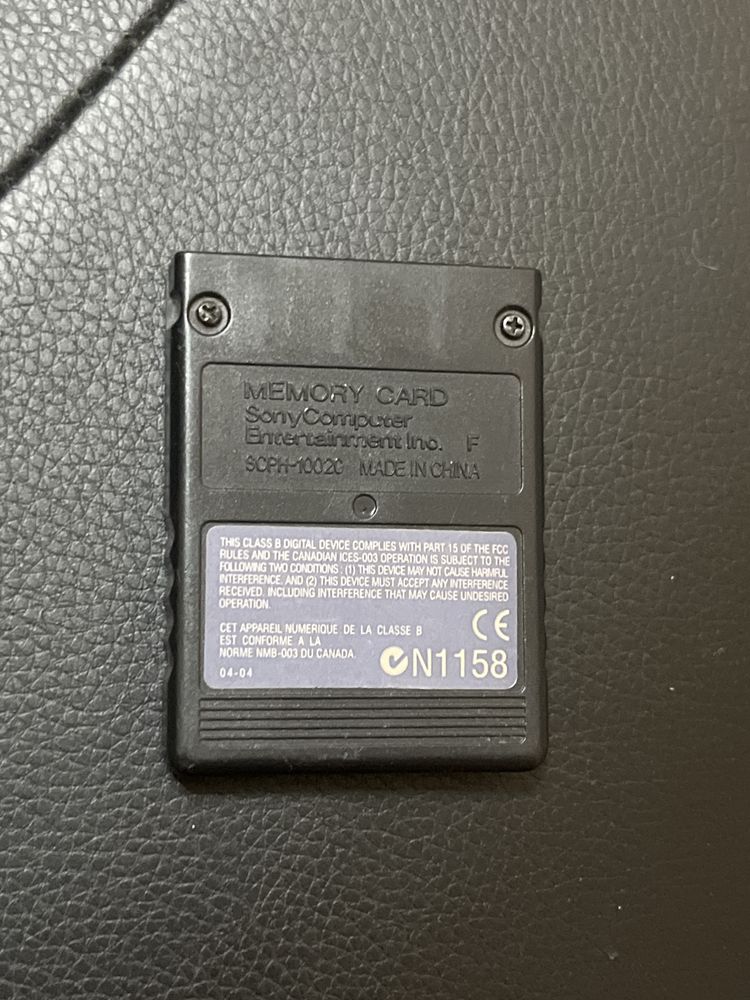 MEMORY CARD
SonyComputer
Entertainment Inc. F
SCPH-10020 MADE IN CHINA
THIS CLASS B DIGITAL DEVICE COMPLIES WITH PART 15 OF THE FCC
RULES AND THE CANADIAN ICES-003 OPERATION IS SUBJECT TO THE
FOLLOWING TWO CONDITIONS : (1) THIS DEVICE MAY NOT CAUSE HARMFUL
INTERFERENCE, AND (2) THIS DEVICE MUST ACCEPT ANY INTERFERENCE
RECEIVED, INCLUDING INTERFERENCE THAT MAY CAUSE UNDESIRED
OPERATION.
CET APPAREIL NUMERIQUE DE LA CLASSE B
EST CONFORME A LA
NORME NMB-003 DU CANADA.
CE
N1158
04-04